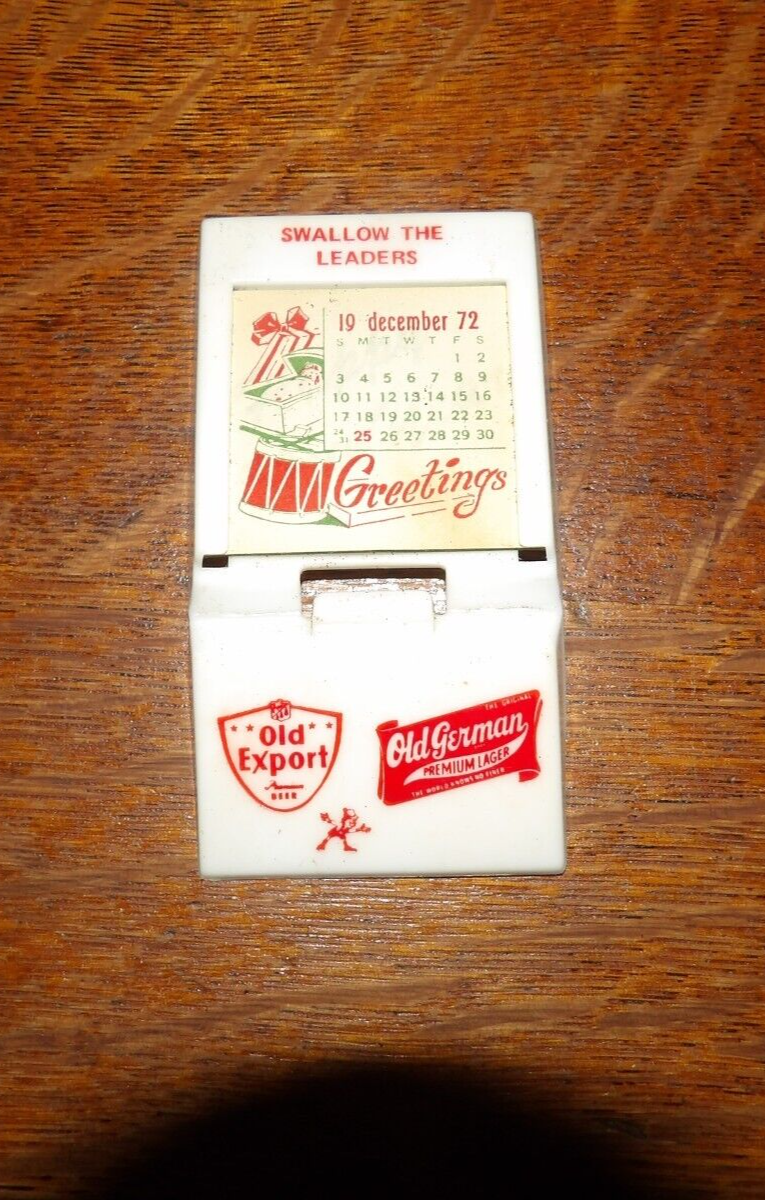 SWALLOW THE
LEADERS
19 december 72
S M T W T F S
1 2
3 4 5 6 7 8 9
10 11 12 13 14 15 16
17 18 19 20 21 22 23
24 31 25 26 27 28 29 30
Greetings
Old
Export
BEER
THE ORIGINAL
Old German
PREMIUM LAGER
THE WORLD KNOWS NO FINER